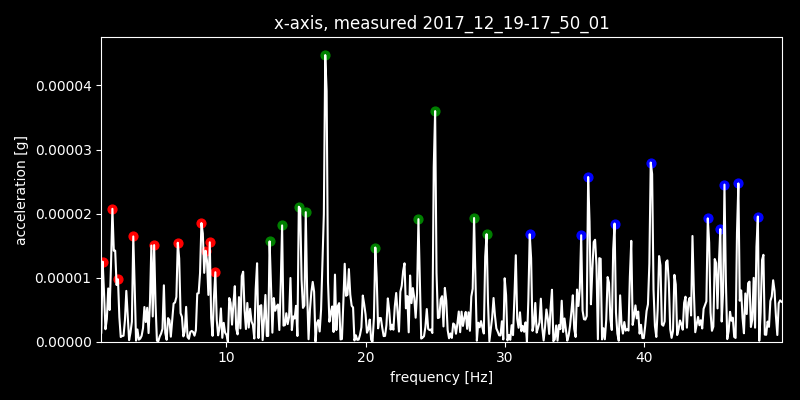 x-axis, measured 2017_12_19-17_50_01
acceleration [g]
0.00004
0.00003
0.00002
0.00001
0.00000
10 20 30 40
frequency [Hz]